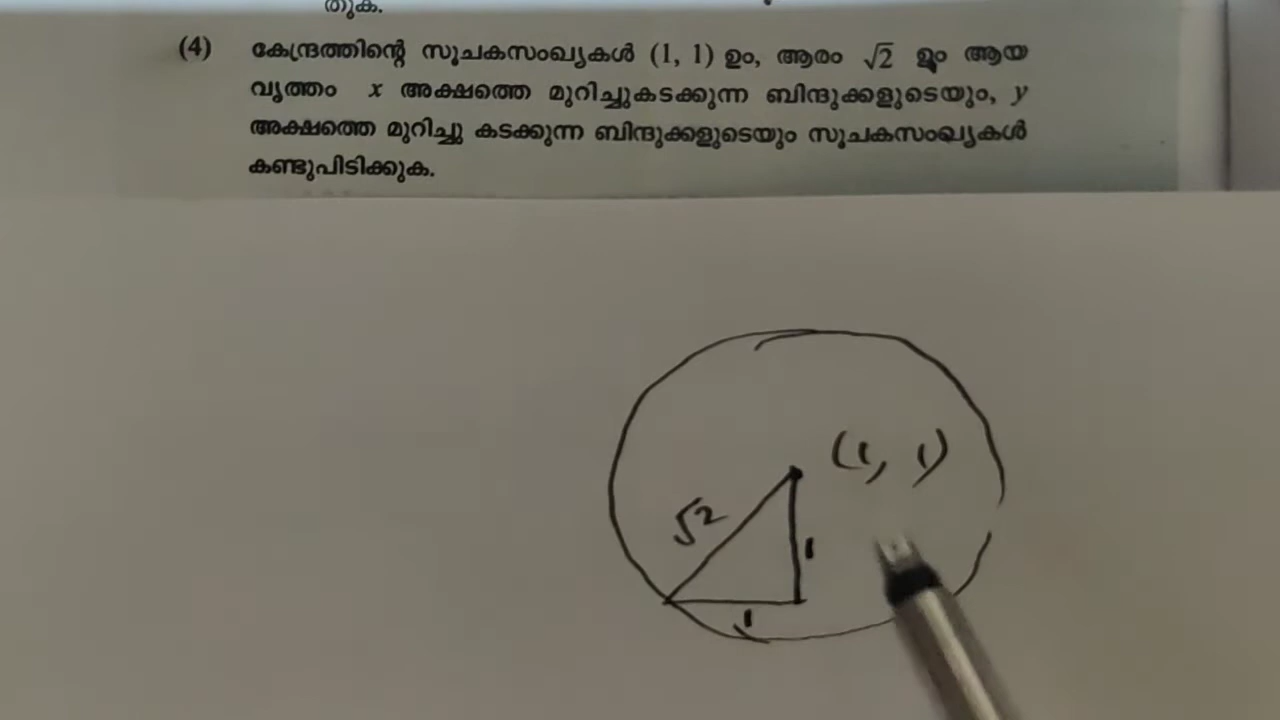 തുക.
(4) കേന്ദ്രത്തിന്റെ സൂചകസംഖ്യകൾ (1, 1) ഉം, ആരം √2 ഉം ആയ
വൃത്തം x അക്ഷത്തെ മുറിച്ചുകടക്കുന്ന ബിന്ദുക്കളുടെയും, y
അക്ഷത്തെ മുറിച്ചു കടക്കുന്ന ബിന്ദുക്കളുടെയും സൂചകസംഖ്യകൾ
കണ്ടുപിടിക്കുക.
(1, 1)
√2
1
1